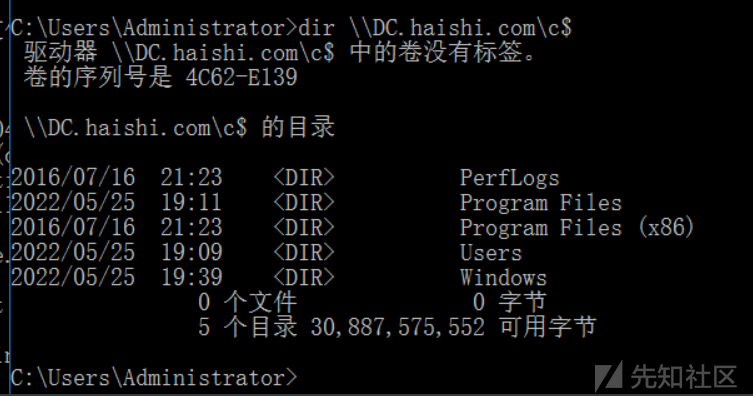 C:\Users\Administrator>dir \\DC.haishi.com\c$
驱动器 \\DC.haishi.com\c$ 中的卷没有标签。
卷的序列号是 4C62-E139
\\DC.haishi.com\c$ 的目录
2016/07/16  21:23    <DIR>          PerfLogs
2022/05/25  19:11    <DIR>          Program Files
2016/07/16  21:23    <DIR>          Program Files (x86)
2022/05/25  19:09    <DIR>          Users
2022/05/25  19:39    <DIR>          Windows
0 个文件              0 字节
5 个目录 30,887,575,552 可用字节
C:\Users\Administrator>
先知社区